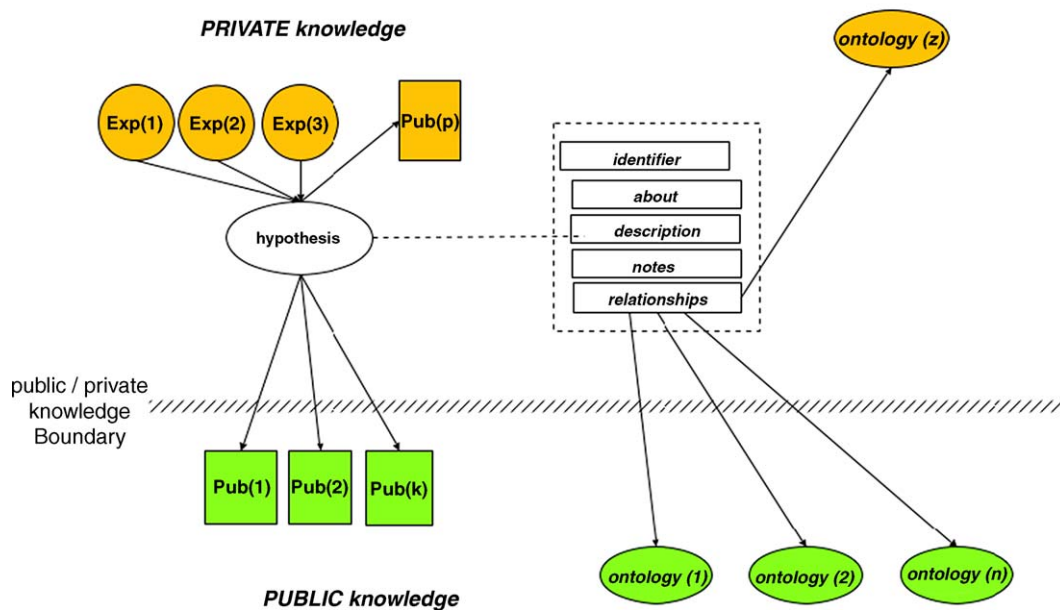 PRIVATE knowledge
ontology (z)
Exp(1)
Exp(2)
Exp(3)
Pub(p)
identifier
about
description
notes
relationships
hypothesis
public / private
knowledge
Boundary
Pub(1)
Pub(2)
Pub(k)
ontology (1)
ontology (2)
ontology (n)
PUBLIC knowledge